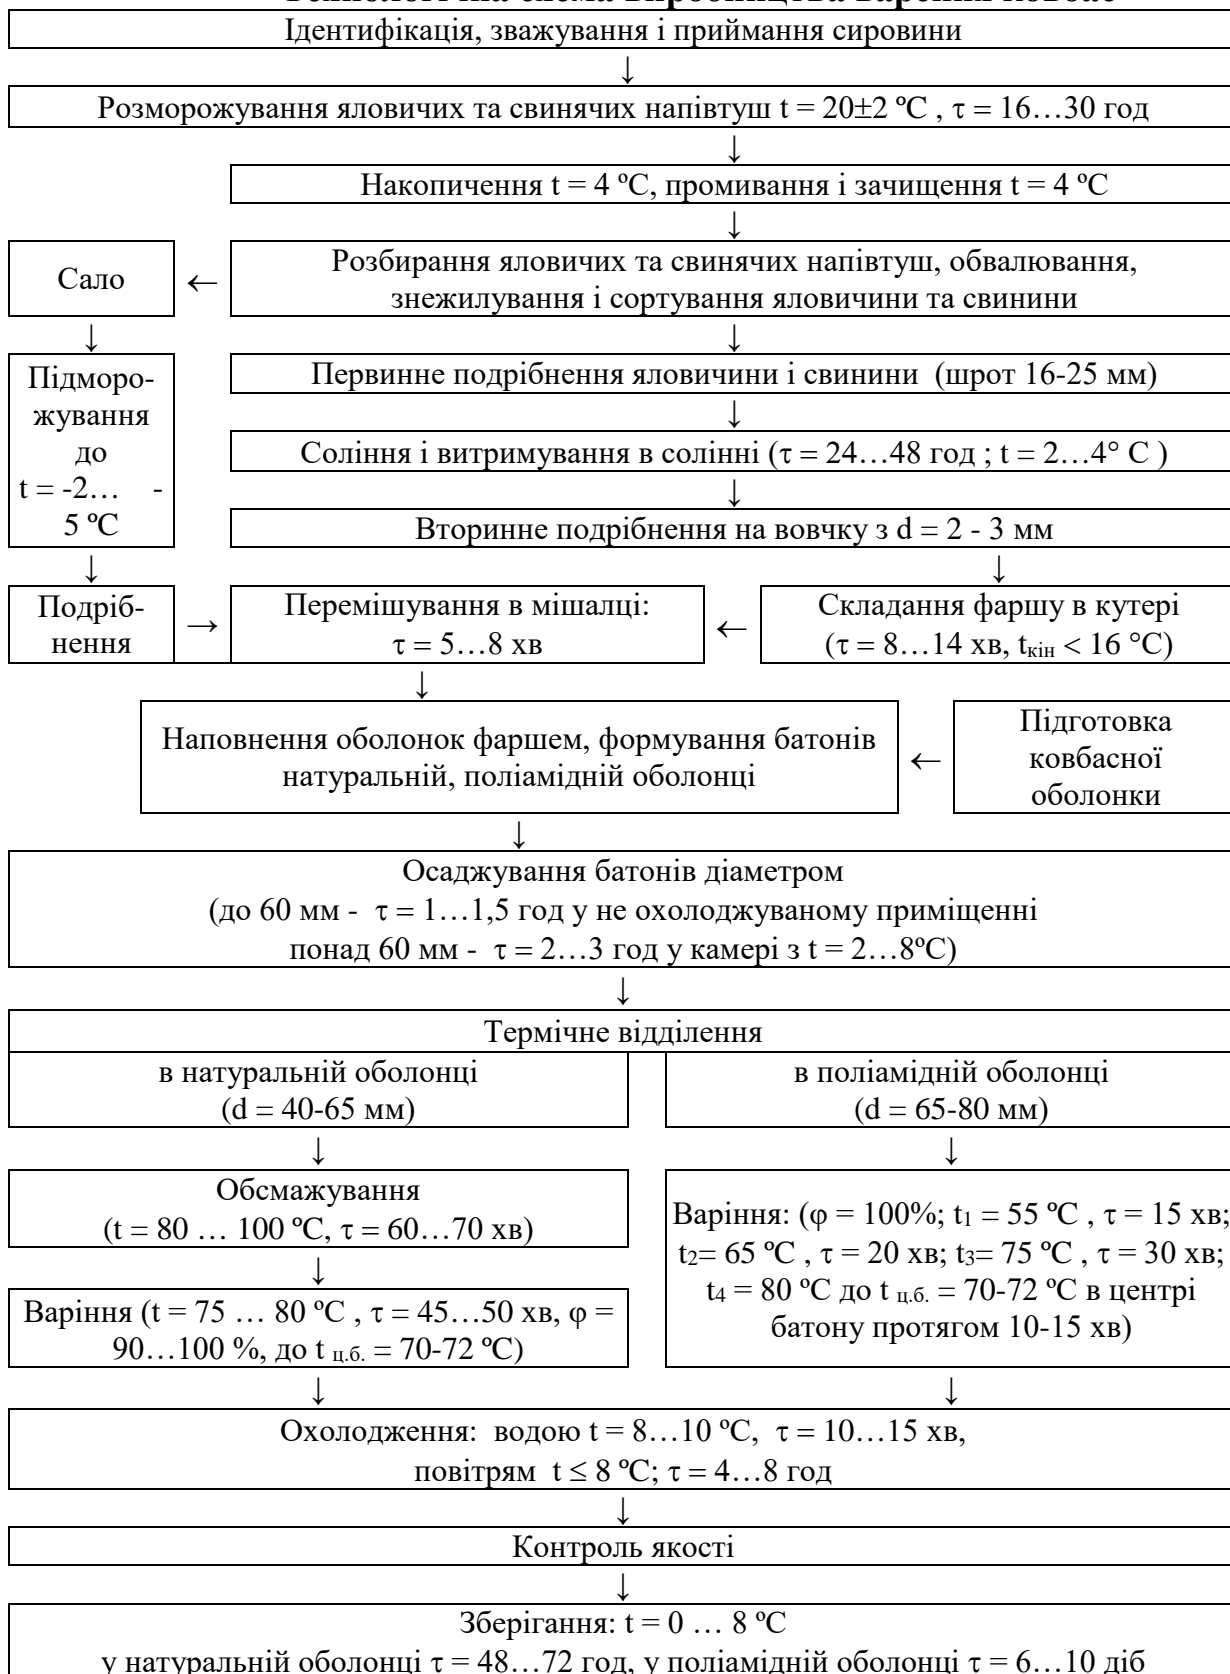 Технологічна схема виробництва варених ковбас
Ідентифікація, зважування і приймання сировини
↓
Розморожування яловичих та свинячих напівтуш t = 20±2 ºС , τ = 16…30 год
↓
Накопичення t = 4 ºС, промивання і зачищення t = 4 ºС
↓
Сало
←
Розбирання яловичих та свинячих напівтуш, обвалювання,
знежилування і сортування яловичини та свинини
↓
↓
Підморо-
жування
до
t = -2… -
5 ºС
Первинне подрібнення яловичини і свинини (шрот 16-25 мм)
↓
Соління і витримування в солінні (τ = 24…48 год ; t = 2…4° С )
↓
Вторинне подрібнення на вовчку з d = 2 - 3 мм
↓
↓
Подріб-
нення
→
Перемішування в мішалці:
τ = 5…8 хв
←
Складання фаршу в кутері
(τ = 8…14 хв, tкін < 16 °С)
↓
Наповнення оболонок фаршем, формування батонів
натуральній, поліамідній оболонці
←
Підготовка
ковбасної
оболонки
↓
Осаджування батонів діаметром
(до 60 мм - τ = 1…1,5 год у не охолоджуваному приміщенні
понад 60 мм - τ = 2…3 год у камері з t = 2…8ºС)
↓
Термічне відділення
в натуральній оболонці
(d = 40-65 мм)
в поліамідній оболонці
(d = 65-80 мм)
↓
↓
Обсмажування
(t = 80 … 100 ºС, τ = 60…70 хв)
↓
Варіння (t = 75 … 80 ºС , τ = 45…50 хв, φ =
90…100 %, до t ц.б. = 70-72 ºС)
Варіння: (φ = 100%; t1 = 55 ºС , τ = 15 хв;
t2= 65 ºС , τ = 20 хв; t3= 75 ºС , τ = 30 хв;
t4 = 80 ºС до t ц.б. = 70-72 ºС в центрі
батону протягом 10-15 хв)
↓
↓
Охолодження: водою t = 8…10 ºС, τ = 10…15 хв,
повітрям t ≤ 8 ºС; τ = 4…8 год
↓
Контроль якості
↓
Зберігання: t = 0 … 8 ºС
у натуральній оболонці τ = 48…72 год, у поліамідній оболонці τ = 6…10 діб